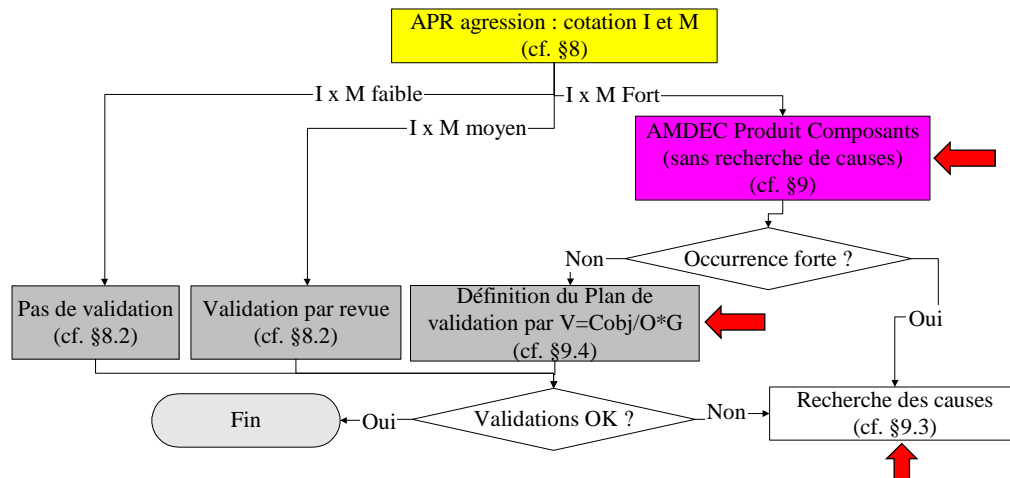 APR agression : cotation I et M
(cf. §8)
I x M faible
I x M Fort
I x M moyen
AMDEC Produit Composants
(sans recherche de causes)
(cf. §9)
Non
Occurrence forte ?
Pas de validation
(cf. §8.2)
Validation par revue
(cf. §8.2)
Définition du Plan de
validation par V=Cobj/O*G
(cf. §9.4)
Oui
Fin
Oui
Validations OK ?
Non
Recherche des causes
(cf. §9.3)